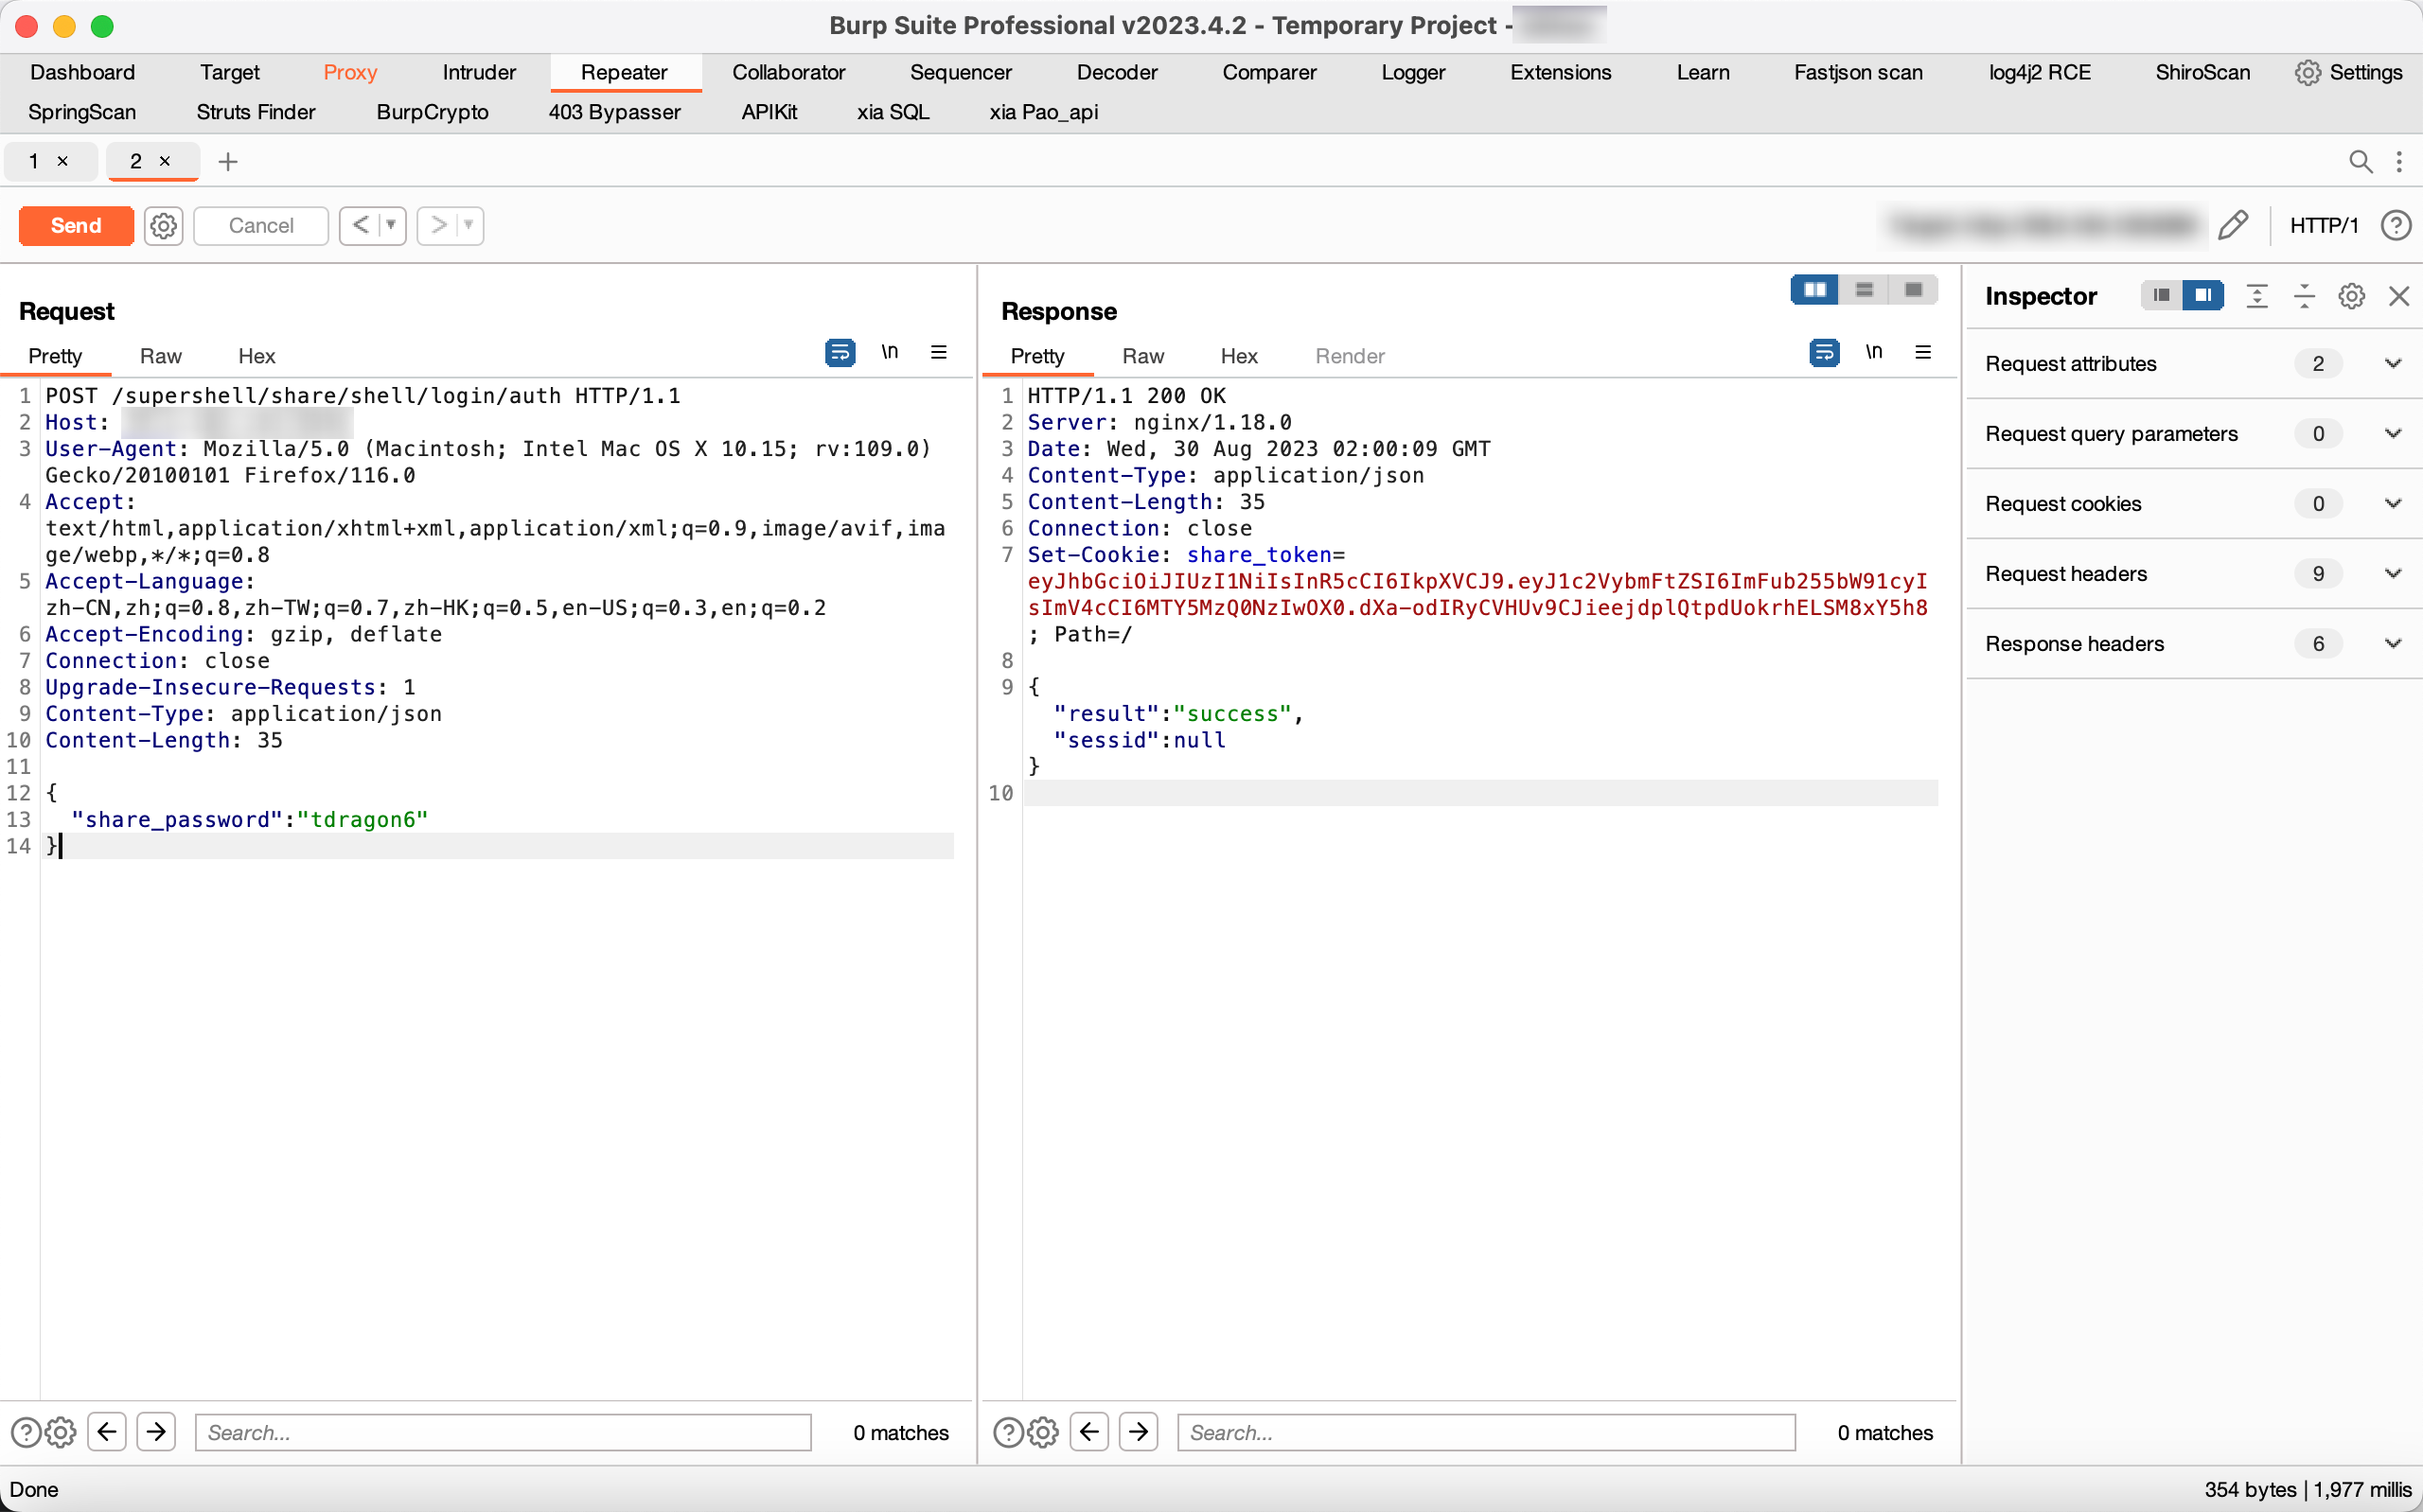 Burp Suite Professional v2023.4.2 - Temporary Project -
Dashboard Target Proxy Intruder Repeater Collaborator Sequencer Decoder Comparer Logger Extensions Learn Fastjson scan log4j2 RCE ShiroScan Settings
SpringScan Struts Finder BurpCrypto 403 Bypasser APIKit xia SQL xia Pao_api
1 × 2 × +
Send Cancel < ▾ > ▾ HTTP/1 ?
Request
Pretty Raw Hex \n
1 POST /supershell/share/shell/login/auth HTTP/1.1
2 Host:
3 User-Agent: Mozilla/5.0 (Macintosh; Intel Mac OS X 10.15; rv:109.0)
Gecko/20100101 Firefox/116.0
4 Accept:
text/html,application/xhtml+xml,application/xml;q=0.9,image/avif,ima
ge/webp,*/*;q=0.8
5 Accept-Language:
zh-CN,zh;q=0.8,zh-TW;q=0.7,zh-HK;q=0.5,en-US;q=0.3,en;q=0.2
6 Accept-Encoding: gzip, deflate
7 Connection: close
8 Upgrade-Insecure-Requests: 1
9 Content-Type: application/json
10 Content-Length: 35
11
12 {
13 "share_password":"tdragon6"
14 }
? Search... 0 matches
Response
Pretty Raw Hex Render \n
1 HTTP/1.1 200 OK
2 Server: nginx/1.18.0
3 Date: Wed, 30 Aug 2023 02:00:09 GMT
4 Content-Type: application/json
5 Content-Length: 35
6 Connection: close
7 Set-Cookie: share_token=
eyJhbGciOiJIUzI1NiIsInR5cCI6IkpXVCJ9.eyJ1c2VybmFtZSI6ImFub255bW91cyI
sImV4cCI6MTY5MzQ0NzIwOX0.dXa-odIRyCVHUv9CJieejdplQtpdUokrhELSM8xY5h8
; Path=/
8
9 {
"result":"success",
"sessid":null
}
10
? Search... 0 matches
Inspector
Request attributes 2
Request query parameters 0
Request cookies 0
Request headers 9
Response headers 6
Done 354 bytes | 1,977 millis